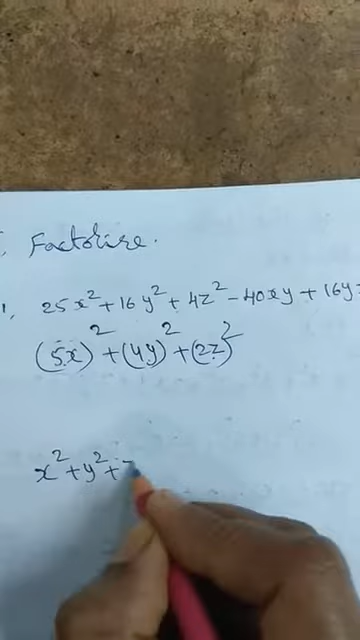 Factorise.
1, 25x² + 16y² + 4z² - 40xy + 16y
(5x)² + (4y)² + (2z)²
x² + y² +